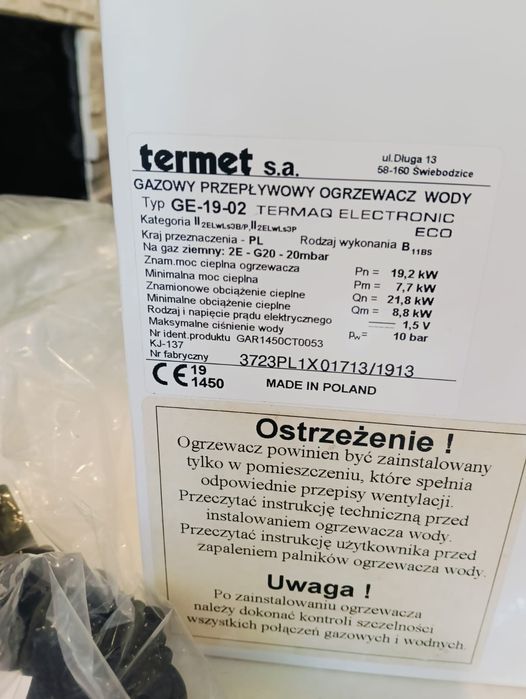 termet s.a.
ul.Długa 13
58-160 Świebodzice
GAZOWY PRZEPŁYWOWY OGRZEWACZ WODY
Typ GE-19-02 TERMAQ ELECTRONIC ECO
Kategoria II2ELwLs3B/P,II2ELwLs3P
Kraj przeznaczenia - PL Rodzaj wykonania B11BS
Na gaz ziemny: 2E - G20 - 20mbar
Znam.moc cieplna ogrzewacza Pn = 19,2 kW
Minimalna moc cieplna Pm = 7,7 kW
Znamionowe obciążenie cieplne Qn = 21,8 kW
Minimalne obciążenie cieplne Qm = 8,8 kW
Rodzaj i napięcie prądu elektrycznego 1,5 V
Maksymalne ciśnienie wody pw= 10 bar
Nr ident.produktu GAR1450CT0053
KJ-137
Nr fabryczny 3723PL1X01713/1913
CE 19
1450
MADE IN POLAND
Ostrzeżenie !
Ogrzewacz powinien być zainstalowany
tylko w pomieszczeniu, które spełnia
odpowiednie przepisy wentylacji.
Przeczytać instrukcję techniczną przed
instalowaniem ogrzewacza wody.
Przeczytać instrukcję użytkownika przed
zapaleniem palników ogrzewacza wody.
Uwaga !
Po zainstalowaniu ogrzewacza
należy dokonać kontroli szczelności
wszystkich połączeń gazowych i wodnych.